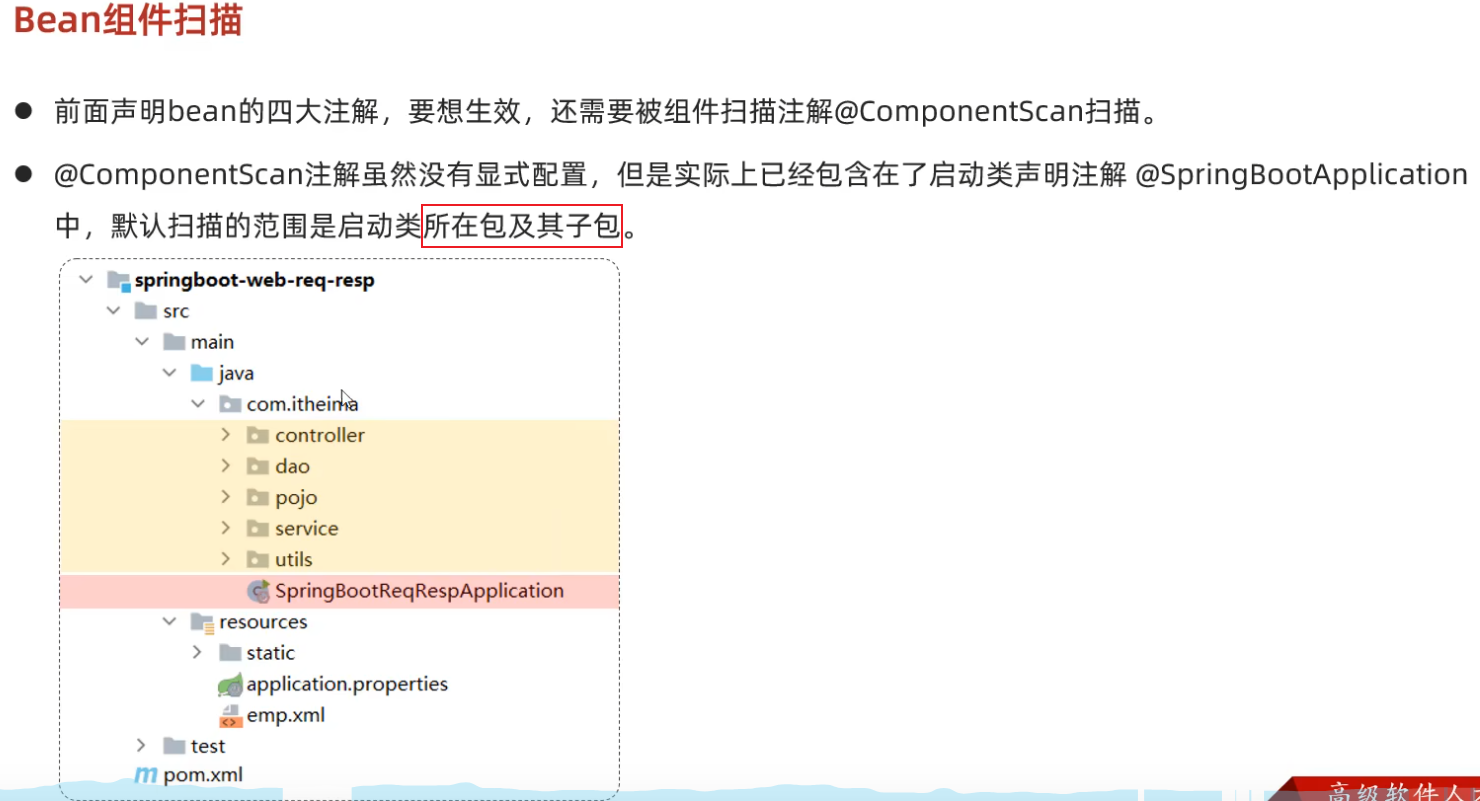 Bean组件扫描
前面声明bean的四大注解，要想生效，还需要被组件扫描注解@ComponentScan扫描。
@ComponentScan注解虽然没有显式配置，但是实际上已经包含在了启动类声明注解 @SpringBootApplication
中，默认扫描的范围是启动类所在包及其子包。
springboot-web-req-resp
src
main
java
com.itheima
controller
dao
pojo
service
utils
SpringBootReqRespApplication
resources
static
application.properties
emp.xml
test
pom.xml
高级软件人